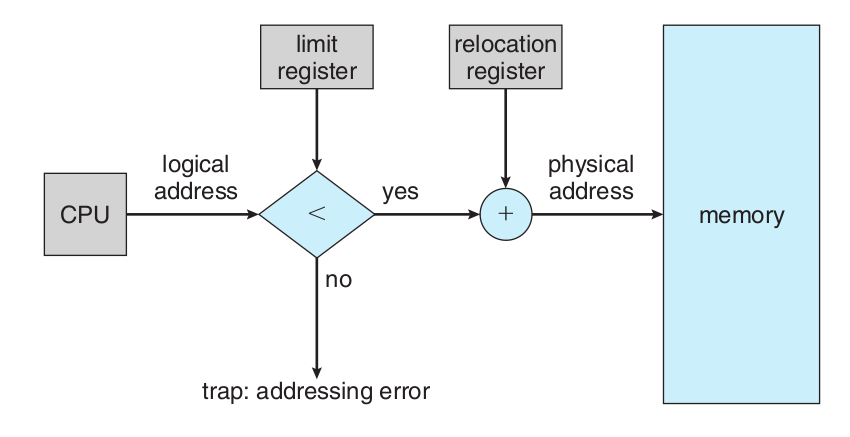 limit
register
relocation
register
logical
address
physical
address
CPU
<
yes
+
memory
no
trap: addressing error